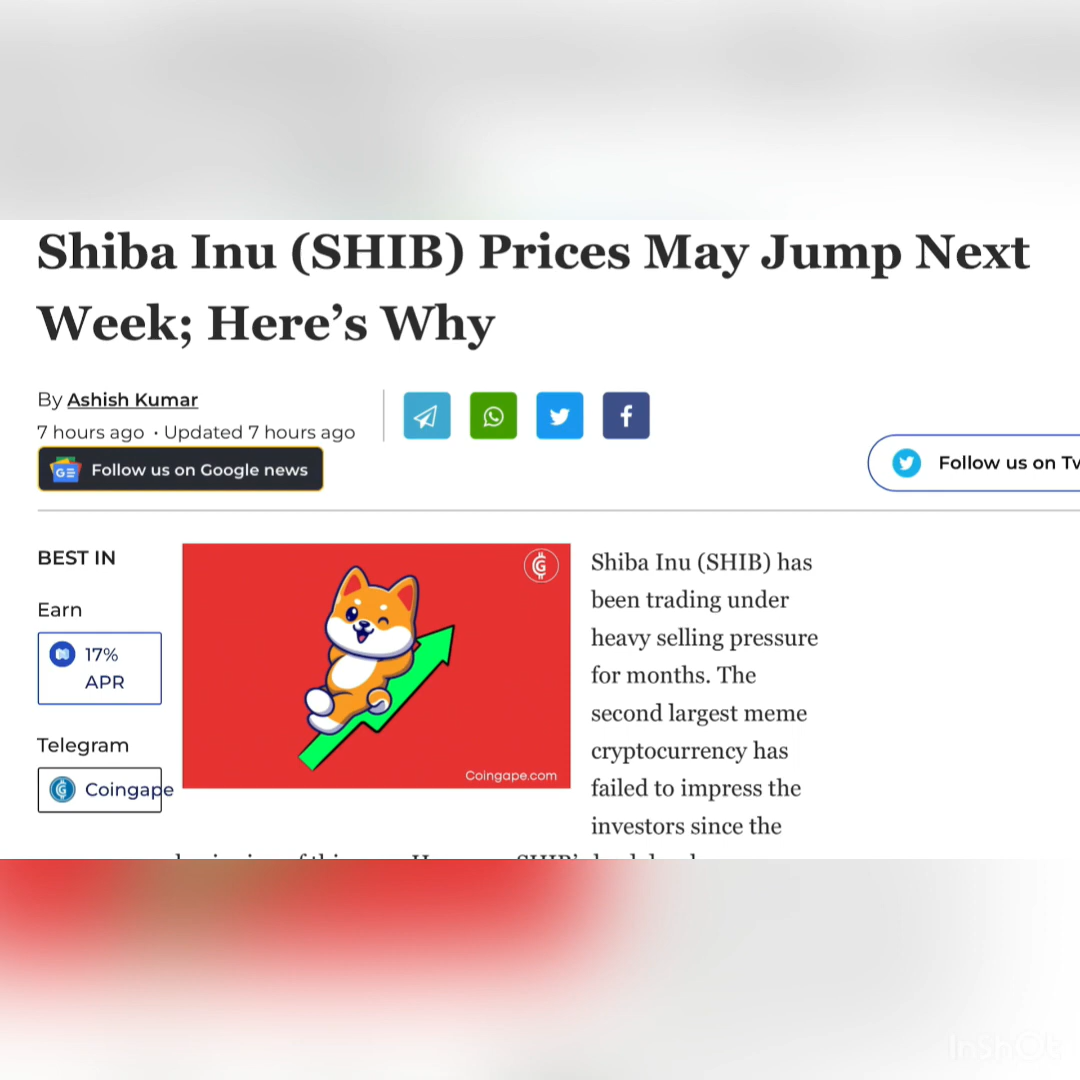 Shiba Inu (SHIB) Prices May Jump Next
Week; Here’s Why
By Ashish Kumar
7 hours ago · Updated 7 hours ago
Follow us on Google news
Follow us on Tw
BEST IN
Earn
17%
APR
Telegram
Coingape
Coingape.com
Shiba Inu (SHIB) has
been trading under
heavy selling pressure
for months. The
second largest meme
cryptocurrency has
failed to impress the
investors since the
InShOt